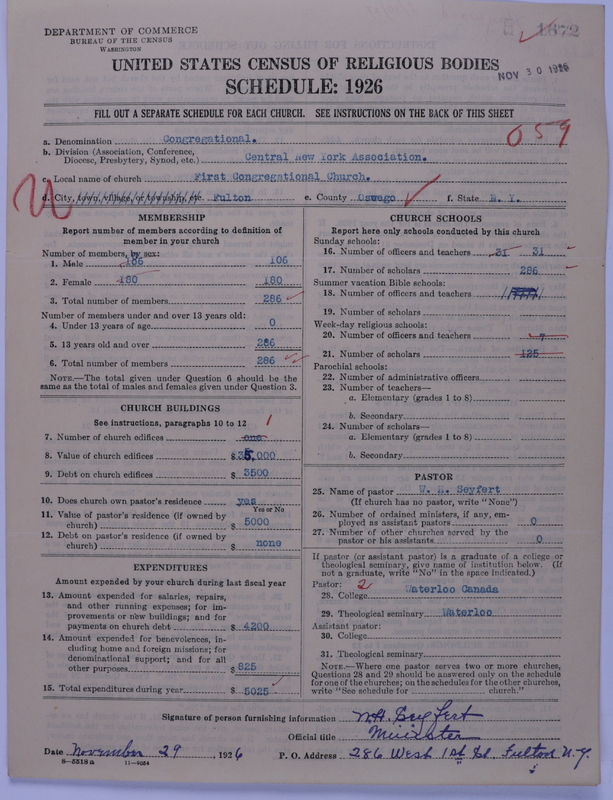 DEPARTMENT OF COMMERCE
BUREAU OF THE CENSUS
WASHINGTON
1872
UNITED STATES CENSUS OF RELIGIOUS BODIES
NOV 30 1926
SCHEDULE: 1926
FILL OUT A SEPARATE SCHEDULE FOR EACH CHURCH. SEE INSTRUCTIONS ON THE BACK OF THIS SHEET
059
a. Denomination Congregational.
b. Division (Association, Conference, Diocese, Presbytery, Synod, etc.) Central New York Association.
c. Local name of church First Congregational Church.
d. City, town, village, or township, etc. Fulton e. County Oswego f. State N. Y.
MEMBERSHIP
Report number of members according to definition of
member in your church
Number of members, by sex:
1. Male 186 106
2. Female 180 180
3. Total number of members 286
Number of members under and over 13 years old:
4. Under 13 years of age 0
5. 13 years old and over 286
6. Total number of members 286
NOTE.—The total given under Question 6 should be
same as the total of males and females given under Question 3.
CHURCH BUILDINGS
See instructions, paragraphs 10 to 12
7. Number of church edifices one 1
8. Value of church edifices $35,000
9. Debt on church edifices $ 3500
10. Does church own pastor's residence yes
Yes or No
11. Value of pastor's residence (if owned by
church) $ 5000
12. Debt on pastor's residence (if owned by
church) $ none
EXPENDITURES
Amount expended by your church during last fiscal year
13. Amount expended for salaries, repairs,
and other running expenses; for im-
provements or new buildings; and for
payments on church debt $ 4200
14. Amount expended for benevolences, in-
cluding home and foreign missions; for
denominational support; and for all
other purposes $ 825
15. Total expenditures during year $ 5025
CHURCH SCHOOLS
Report here only schools conducted by this church
Sunday schools:
16. Number of officers and teachers 31 31
17. Number of scholars 286
Summer vacation Bible schools:
18. Number of officers and teachers
19. Number of scholars
Week-day religious schools:
20. Number of officers and teachers
21. Number of scholars 125
Parochial schools:
22. Number of administrative officers
23. Number of teachers—
a. Elementary (grades 1 to 8)
b. Secondary
24. Number of scholars—
a. Elementary (grades 1 to 8)
b. Secondary
PASTOR
25. Name of pastor W. H. Seyfert
(If church has no pastor, write "None")
26. Number of ordained ministers, if any, em-
ployed as assistant pastors 0
27. Number of other churches served by the
pastor or his assistants 0
If pastor (or assistant pastor) is a graduate of a college or
theological seminary, give name of institution below. (If
not a graduate, write "No" in the space indicated.)
Pastor: 2
28. College Waterloo Canada
29. Theological seminary Waterloo
Assistant pastor:
30. College
31. Theological seminary
NOTE.—Where one pastor serves two or more churches,
Questions 28 and 29 should be answered only on the schedule
for one of the churches; on the schedules for the other churches,
write "See schedule for church."
Signature of person furnishing information W H Seyfert
Official title Minister
Date November 29, 1926 P. O. Address 286 West 1st St. Fulton N.Y.
8—5518 a 11—9054